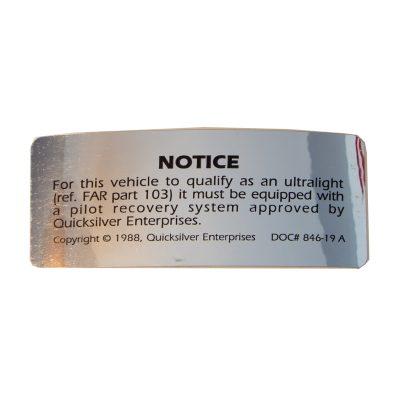 NOTICE
For this vehicle to qualify as an ultralight
(ref. FAR part 103) it must be equipped with
a pilot recovery system approved by
Quicksilver Enterprises.
Copyright © 1988, Quicksilver Enterprises DOC# 846-19 A